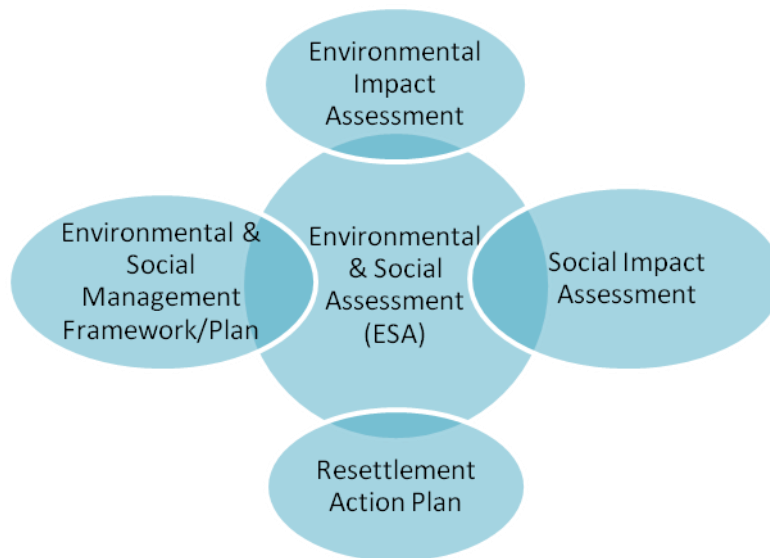 Environmental
Impact
Assessment
Environmental &
Social
Management
Framework/Plan
Environmental
& Social
Assessment
(ESA)
Social Impact
Assessment
Resettlement
Action Plan